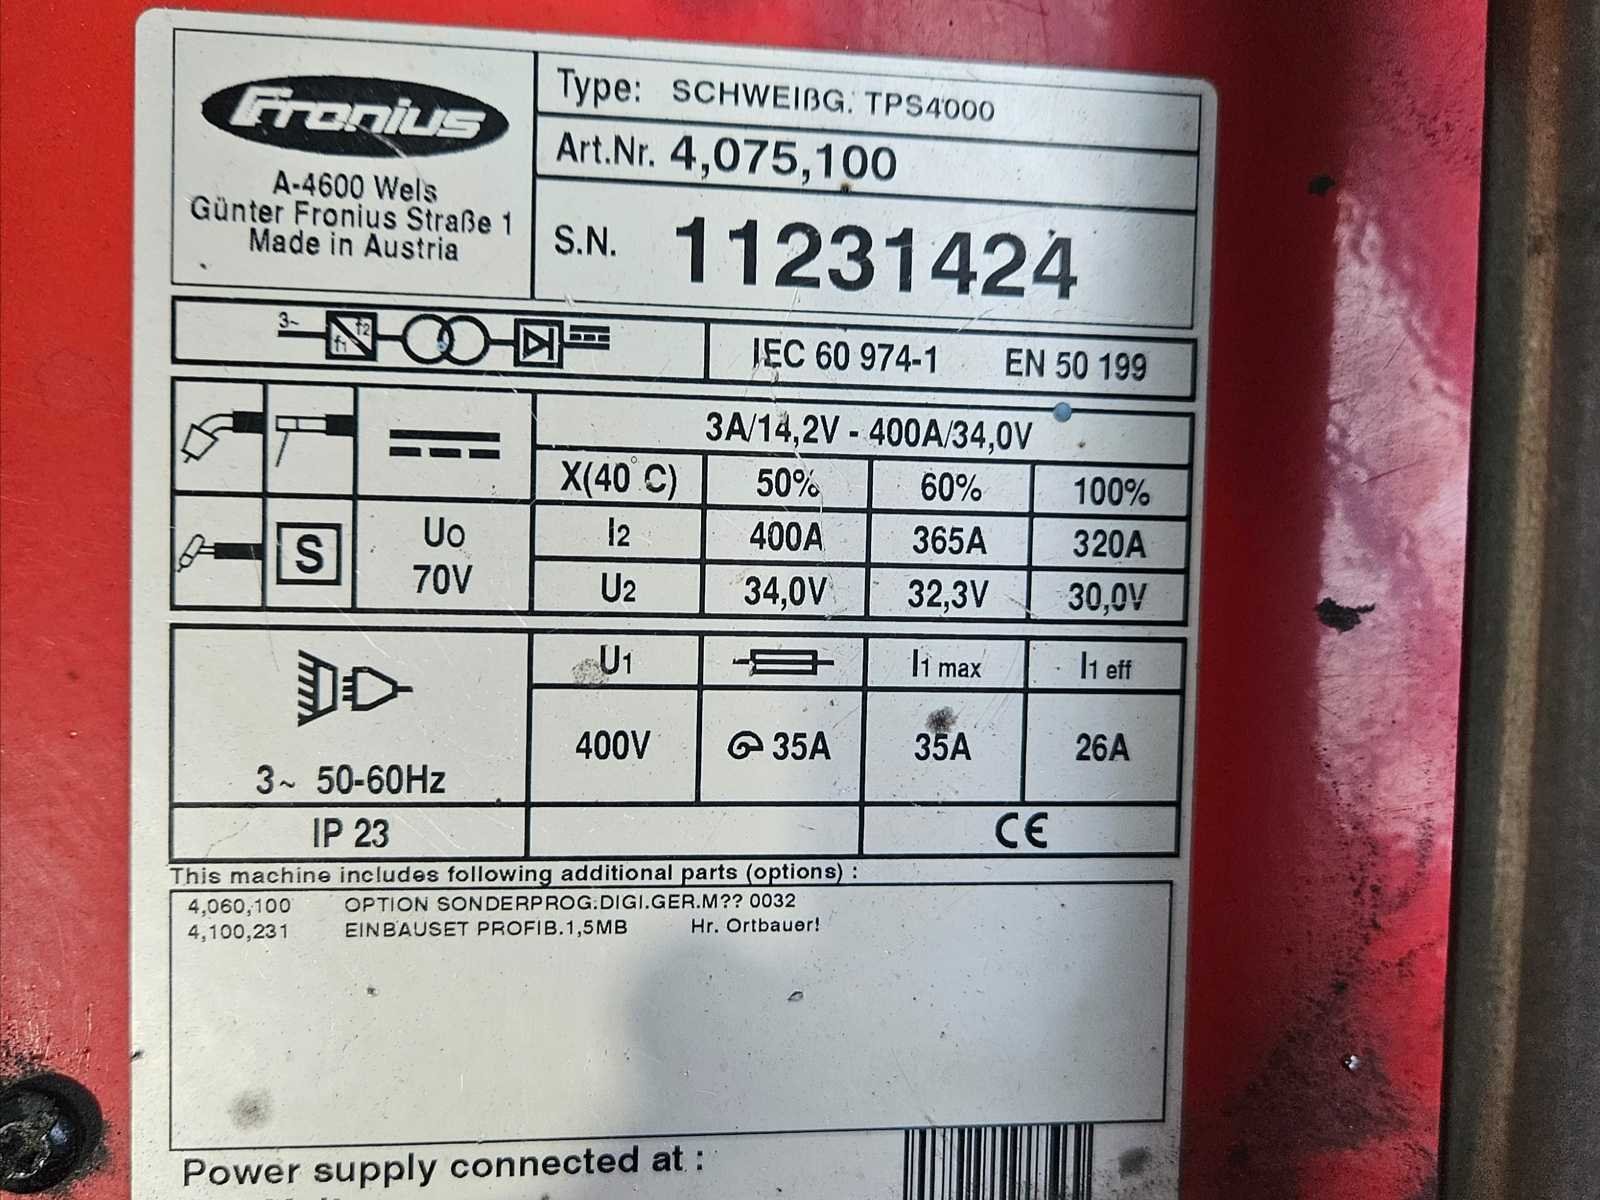 Fronius
A-4600 Wels
Günter Fronius Straße 1
Made in Austria
Type: SCHWEIßG. TPS4000
Art.Nr. 4,075,100
S.N. 11231424
3~ f1 f2
IEC 60 974-1 EN 50 199
3A/14,2V - 400A/34,0V
X(40°C) 50% 60% 100%
S
Uo
70V
I2 400A 365A 320A
U2 34,0V 32,3V 30,0V
U1 I1 max I1 eff
400V 35A 35A 26A
3~ 50-60Hz
IP 23
CE
This machine includes following additional parts (options) :
4,060,100 OPTION SONDERPROG.DIGI.GER.M?? 0032
4,100,231 EINBAUSET PROFIB.1,5MB Hr. Ortbauer!
Power supply connected at :